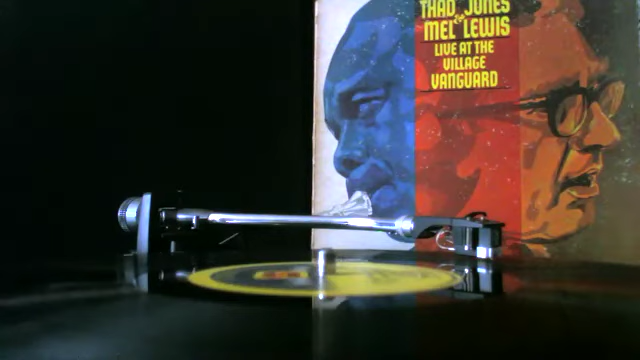 THAD JONES
& MEL LEWIS
LIVE AT THE
VILLAGE
VANGUARD